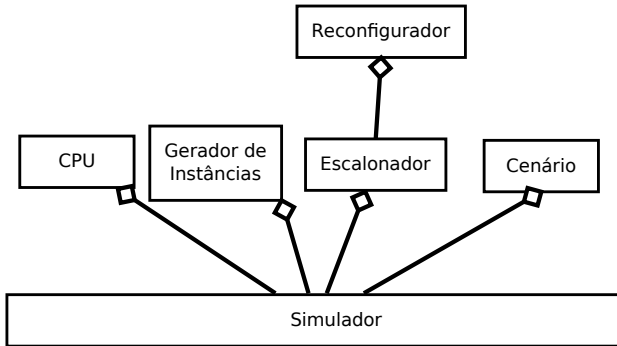 Reconfigurador
CPU
Gerador de
Instâncias
Escalonador
Cenário
Simulador